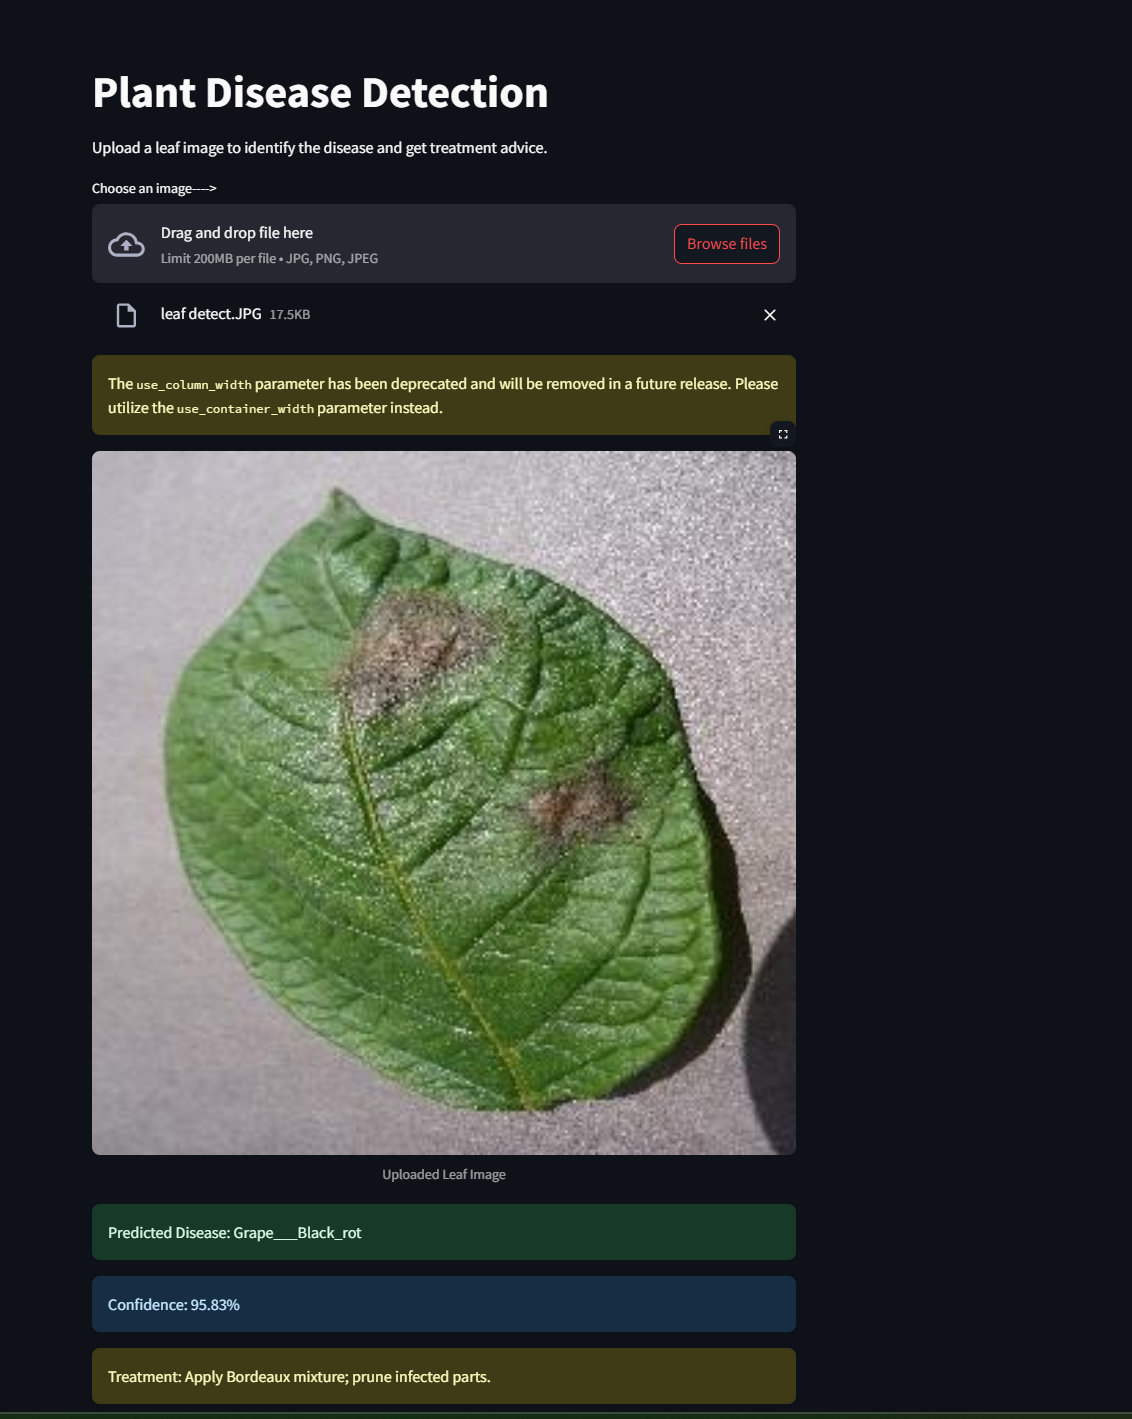 Plant Disease Detection
Upload a leaf image to identify the disease and get treatment advice.
Choose an image---->
Drag and drop file here
Limit 200MB per file • JPG, PNG, JPEG
Browse files
leaf detect.JPG 17.5KB
The use_column_width parameter has been deprecated and will be removed in a future release. Please
utilize the use_container_width parameter instead.
Uploaded Leaf Image
Predicted Disease: Grape___Black_rot
Confidence: 95.83%
Treatment: Apply Bordeaux mixture; prune infected parts.